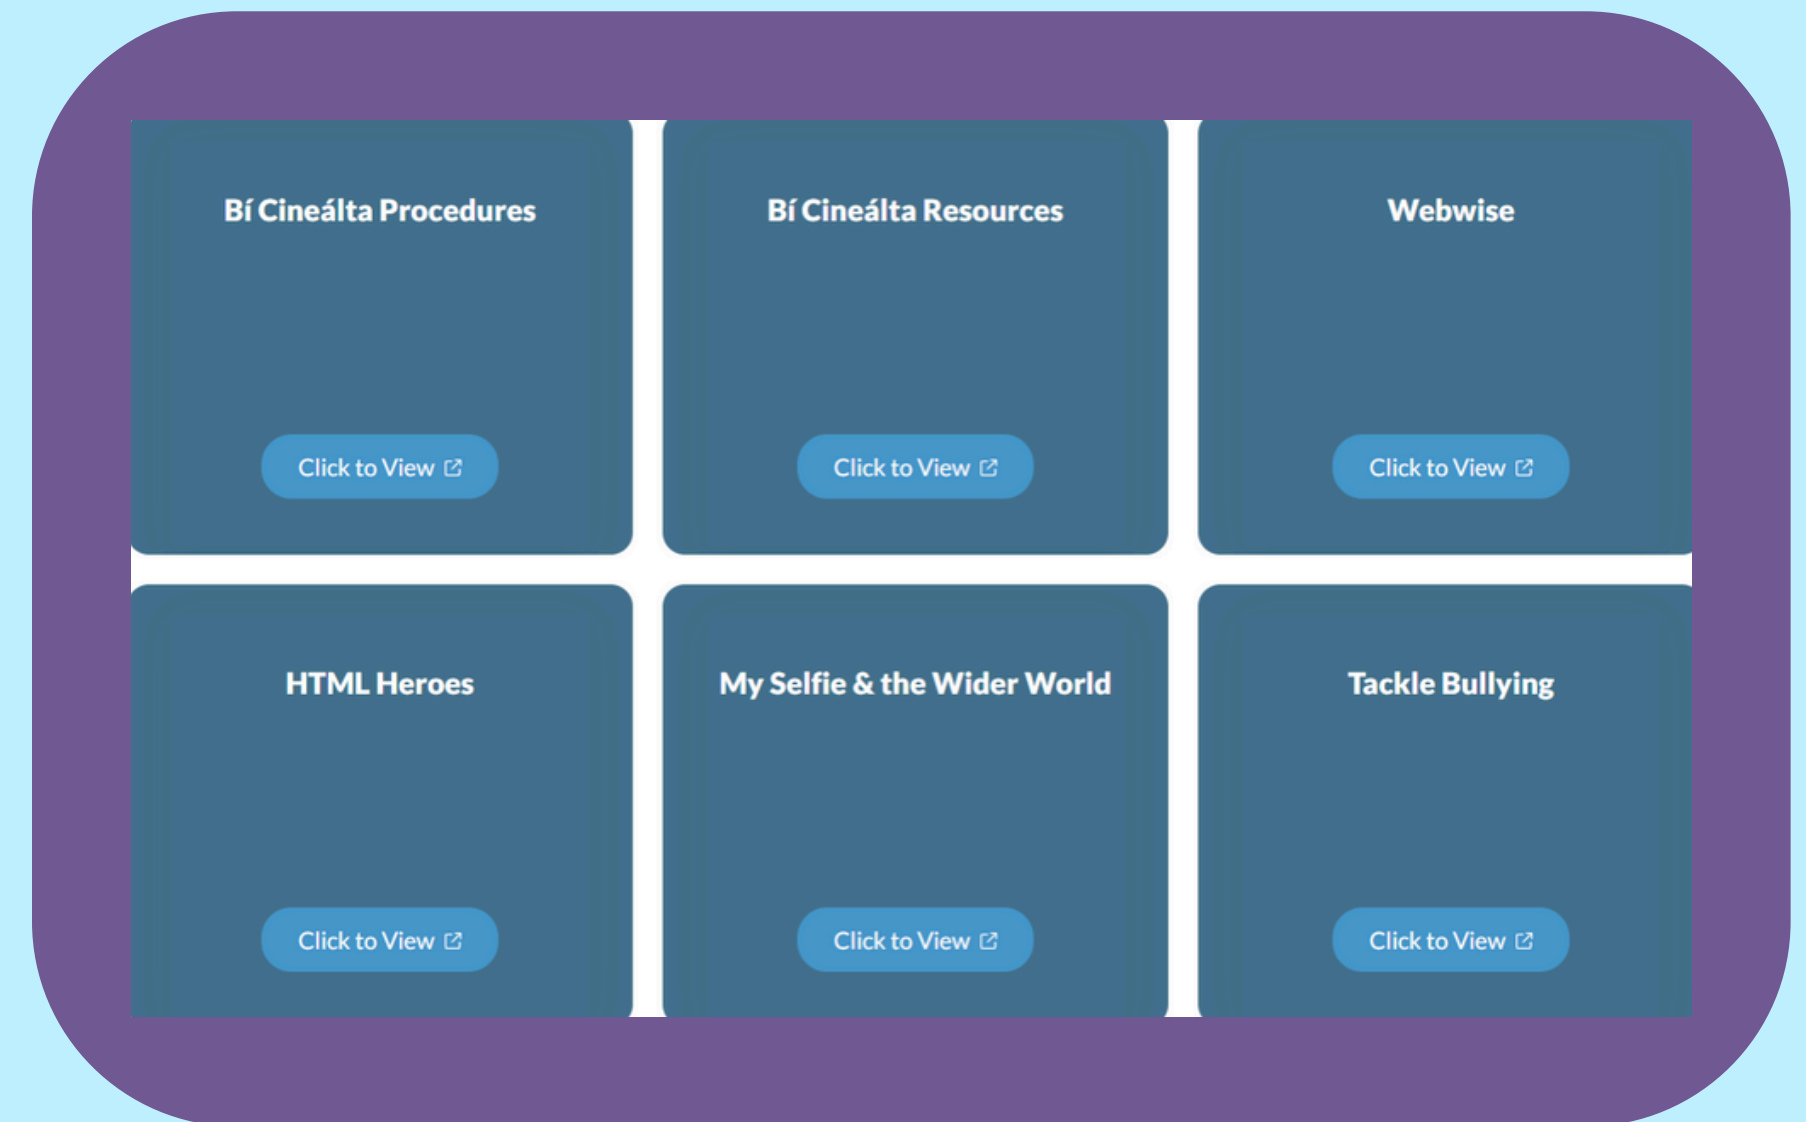 Bí Cineálta Procedures
Click to View
Bí Cineálta Resources
Click to View
Webwise
Click to View
HTML Heroes
Click to View
My Selfie & the Wider World
Click to View
Tackle Bullying
Click to View